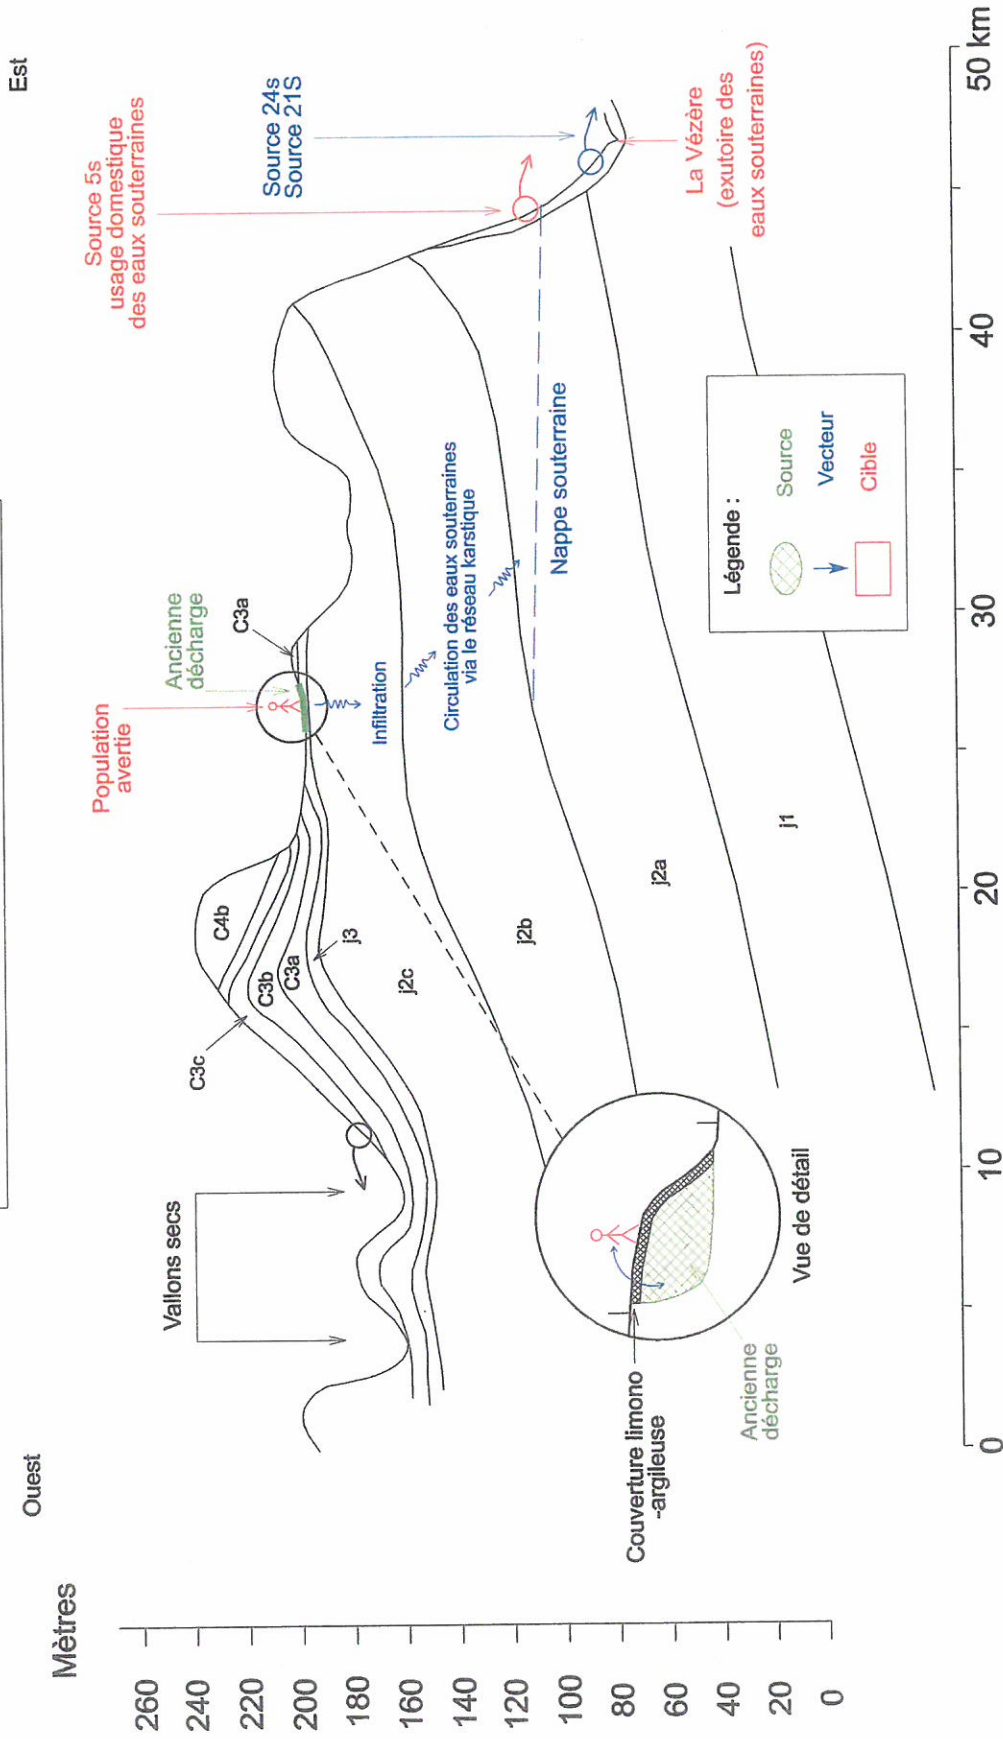 Ouest
Est
Mètres
260
240
220
200
180
160
140
120
100
80
60
40
20
0
Vallons secs
C3c
C4b
C3b
C3a
j3
j2c
j2b
j2a
j1
Population
avertie
Ancienne
décharge
C3a
Infiltration
Circulation des eaux souterraines
via le réseau karstique
Nappe souterraine
Source 5s
usage domestique
des eaux souterraines
Source 24s
Source 21S
La Vézère
(exutoire des
eaux souterraines)
Couverture limono
-argileuse
Ancienne
décharge
Vue de détail
Légende :
Source
Vecteur
Cible
0
10
20
30
40
50 km